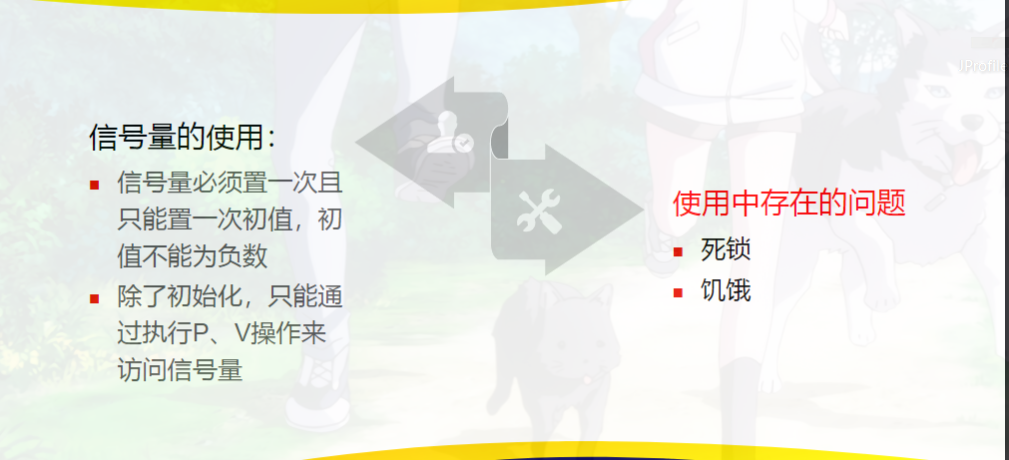 信号量的使用：
信号量必须置一次且
只能置一次初值，初
值不能为负数
除了初始化，只能通
过执行P、V操作来
访问信号量
使用中存在的问题
死锁
饥饿